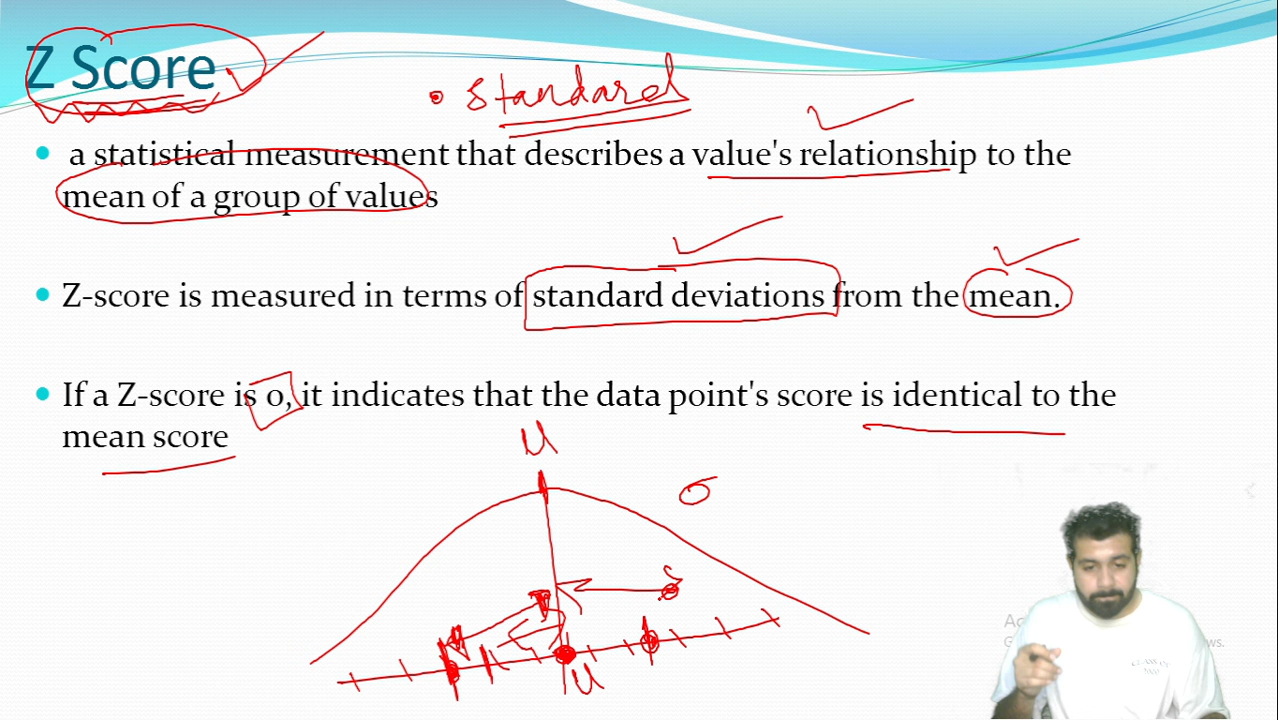 Z Score
• standard
• a statistical measurement that describes a value's relationship to the
mean of a group of values
• Z-score is measured in terms of standard deviations from the mean.
• If a Z-score is 0, it indicates that the data point's score is identical to the
mean score
μ
σ
μ